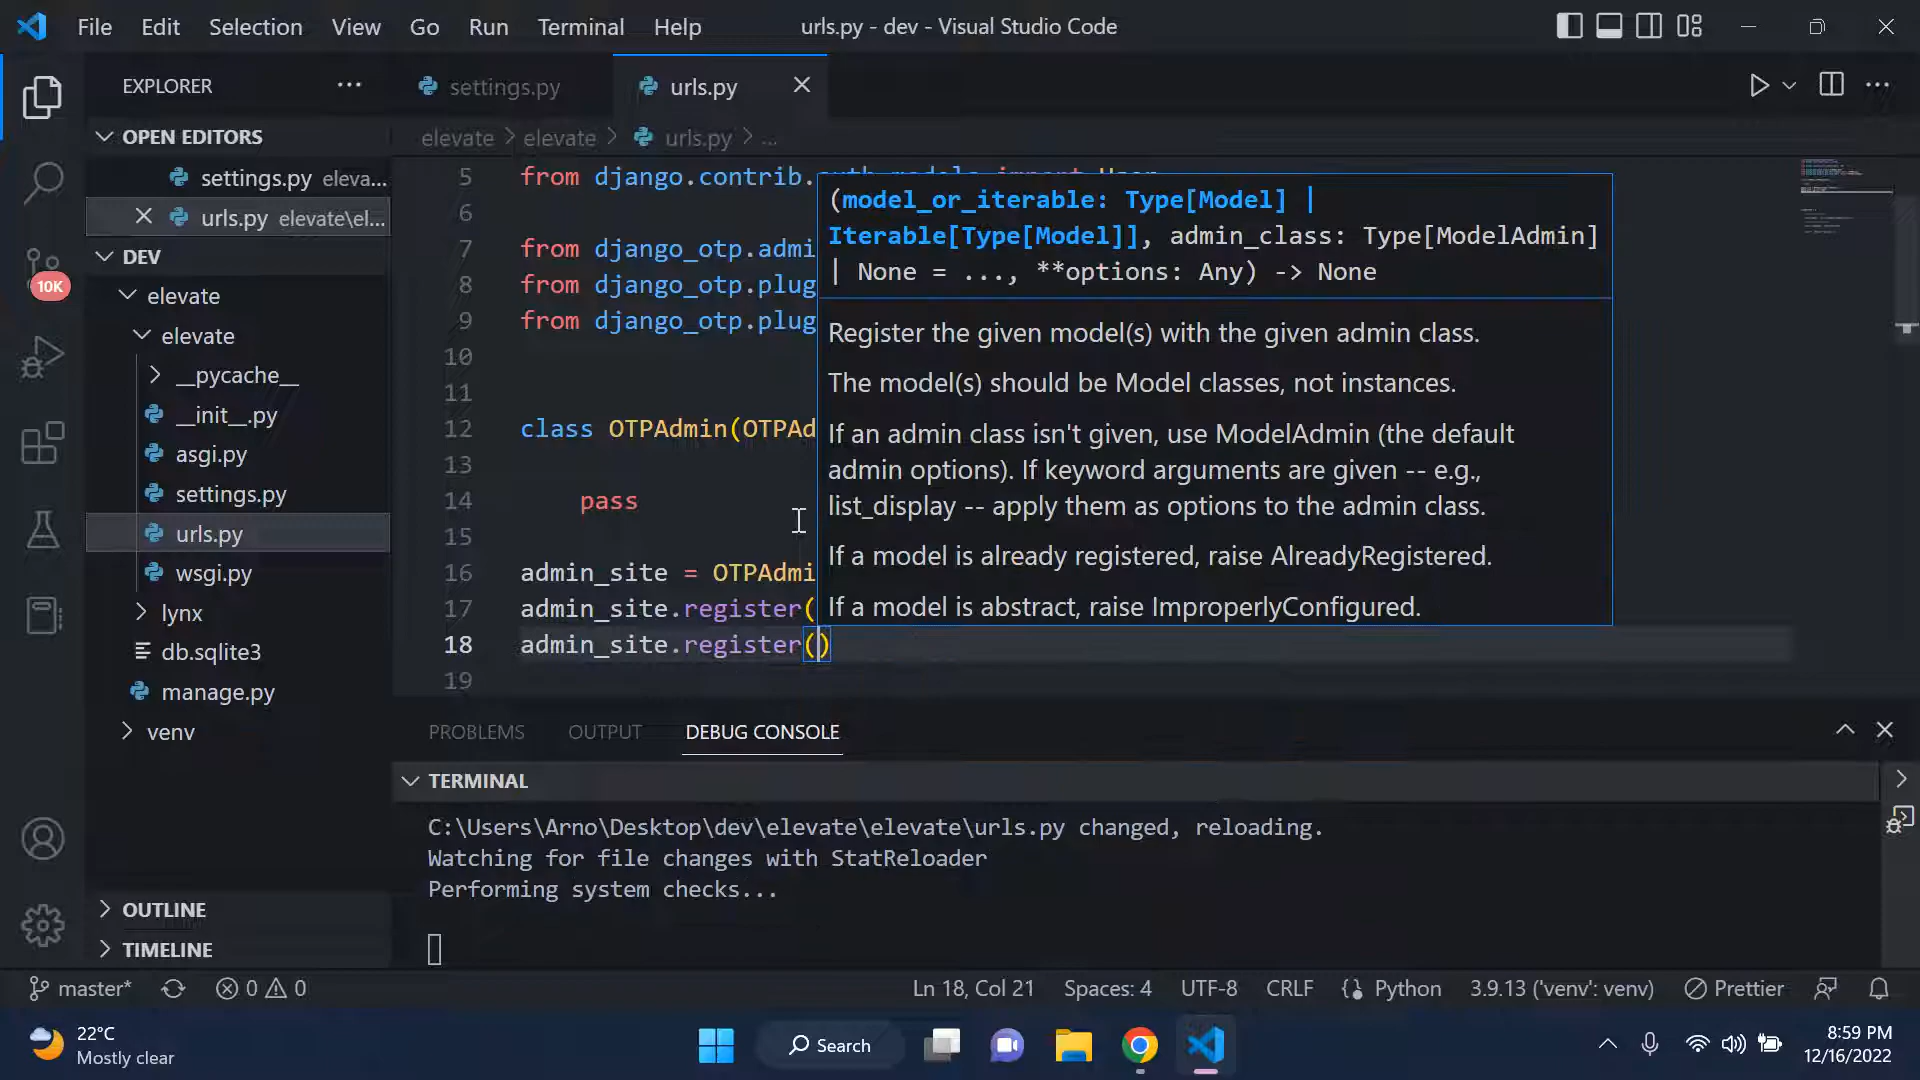 File Edit Selection View Go Run Terminal Help
urls.py - dev - Visual Studio Code
EXPLORER
OPEN EDITORS
settings.py eleva...
urls.py elevate\el...
DEV
elevate
elevate
__pycache__
__init__.py
asgi.py
settings.py
urls.py
wsgi.py
lynx
db.sqlite3
manage.py
venv
OUTLINE
TIMELINE
10K
settings.py
urls.py
elevate > elevate > urls.py > ...
5 from django.contrib.auth.models import User
6
7 from django_otp.admi
8 from django_otp.plug
9 from django_otp.plug
10
11
12 class OTPAdmin(OTPAd
13
14 pass
15
16 admin_site = OTPAdmi
17 admin_site.register(
18 admin_site.register()
19
(model_or_iterable: Type[Model] |
Iterable[Type[Model]], admin_class: Type[ModelAdmin]
| None = ..., **options: Any) -> None
Register the given model(s) with the given admin class.
The model(s) should be Model classes, not instances.
If an admin class isn't given, use ModelAdmin (the default
admin options). If keyword arguments are given -- e.g.,
list_display -- apply them as options to the admin class.
If a model is already registered, raise AlreadyRegistered.
If a model is abstract, raise ImproperlyConfigured.
PROBLEMS OUTPUT DEBUG CONSOLE
TERMINAL
C:\Users\Arno\Desktop\dev\elevate\elevate\urls.py changed, reloading.
Watching for file changes with StatReloader
Performing system checks...
master* 0 0
Ln 18, Col 21 Spaces: 4 UTF-8 CRLF Python 3.9.13 ('venv': venv) Prettier
22°C
Mostly clear
Search
8:59 PM
12/16/2022